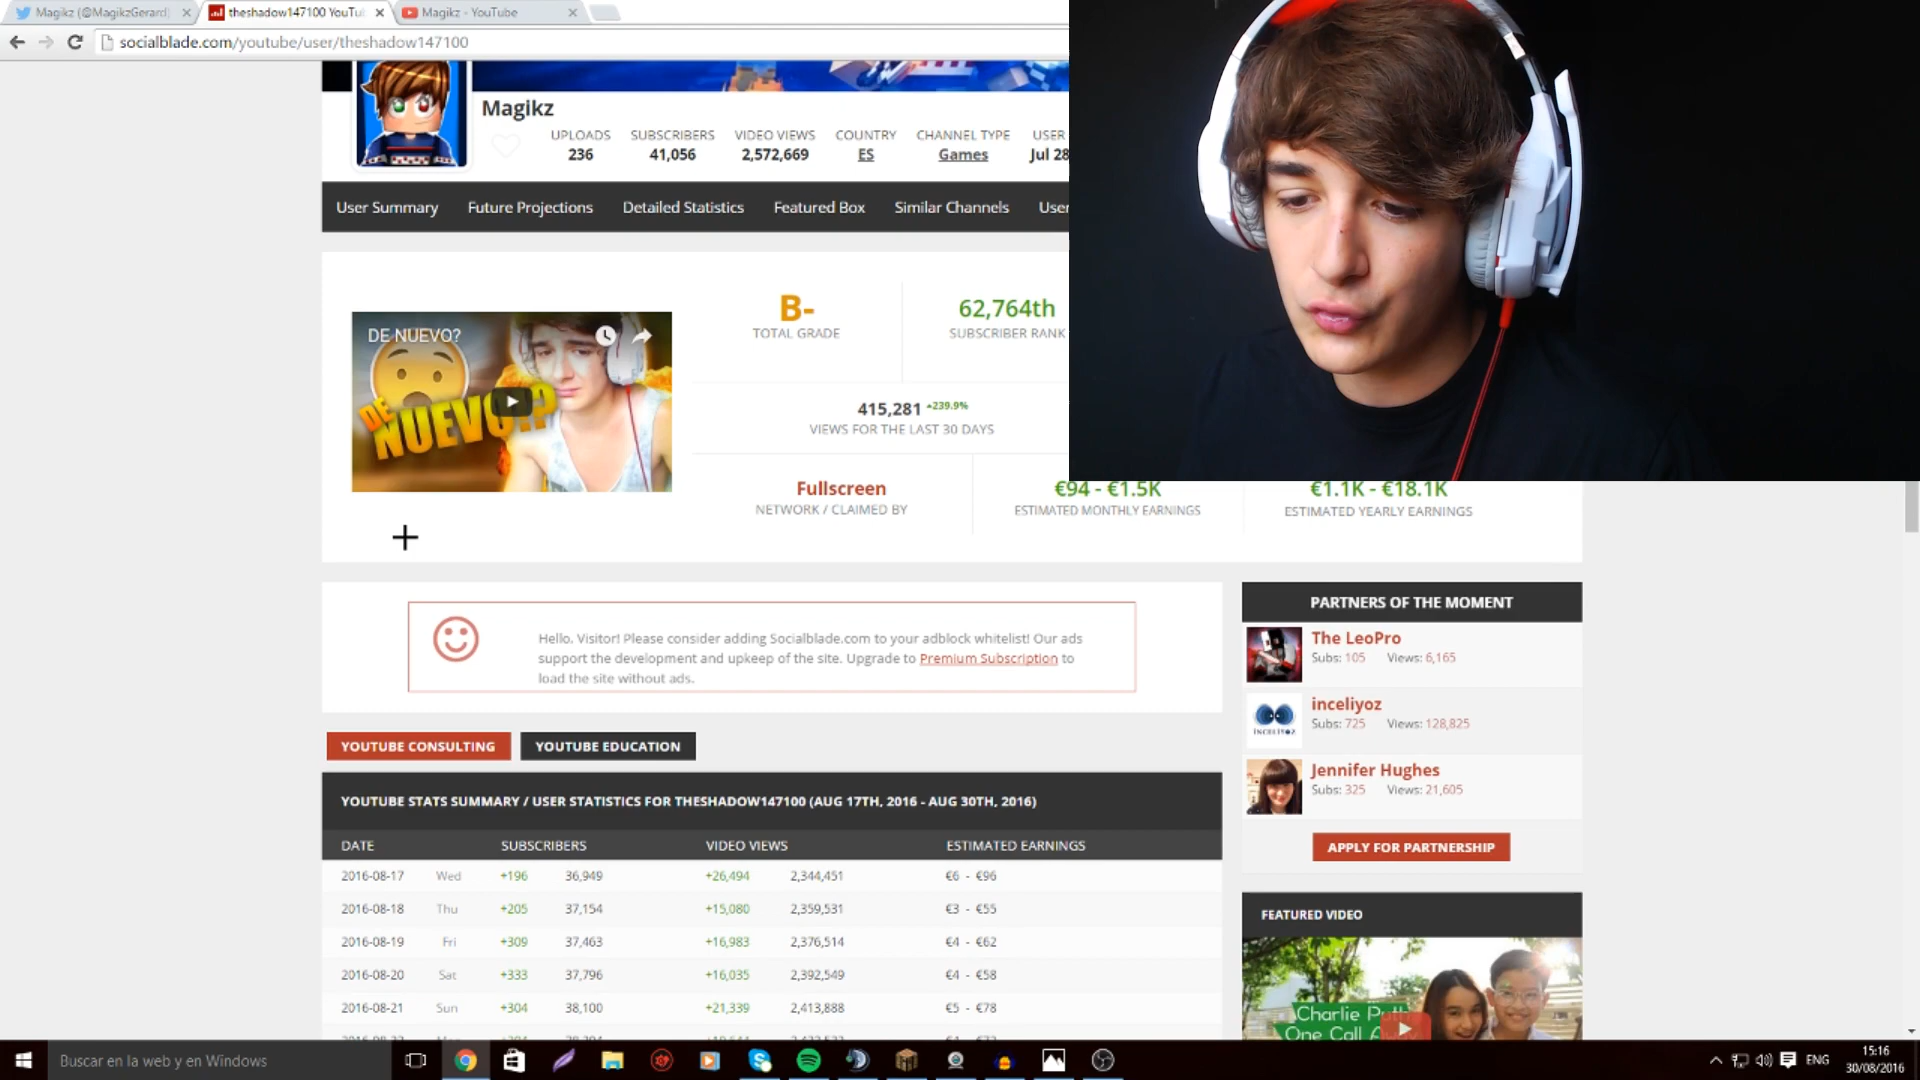 Magikz (@MagikzGerard)
theshadow147100 YouTu
Magikz - YouTube
socialblade.com/youtube/user/theshadow147100
Magikz
UPLOADS SUBSCRIBERS VIDEO VIEWS COUNTRY CHANNEL TYPE USER
236 41,056 2,572,669 ES Games Jul 28
User Summary Future Projections Detailed Statistics Featured Box Similar Channels User
DE NUEVO?
DE
NUEVO??
B-
TOTAL GRADE
62,764th
SUBSCRIBER RANK
415,281 +239.9%
VIEWS FOR THE LAST 30 DAYS
Fullscreen
NETWORK / CLAIMED BY
€94 - €1.5K
ESTIMATED MONTHLY EARNINGS
€1.1K - €18.1K
ESTIMATED YEARLY EARNINGS
Hello, Visitor! Please consider adding Socialblade.com to your adblock whitelist! Our ads
support the development and upkeep of the site. Upgrade to Premium Subscription to
load the site without ads.
YOUTUBE CONSULTING YOUTUBE EDUCATION
YOUTUBE STATS SUMMARY / USER STATISTICS FOR THESHADOW147100 (AUG 17TH, 2016 - AUG 30TH, 2016)
DATE SUBSCRIBERS VIDEO VIEWS ESTIMATED EARNINGS
2016-08-17 Wed +196 36,949 +26,494 2,344,451 €6 - €96
2016-08-18 Thu +205 37,154 +15,080 2,359,531 €3 - €55
2016-08-19 Fri +309 37,463 +16,983 2,376,514 €4 - €62
2016-08-20 Sat +333 37,796 +16,035 2,392,549 €4 - €58
2016-08-21 Sun +304 38,100 +21,339 2,413,888 €5 - €78
PARTNERS OF THE MOMENT
The LeoPro
Subs: 105 Views: 6,165
inceliyoz
Subs: 725 Views: 128,825
INCELIYOZ
Jennifer Hughes
Subs: 325 Views: 21,605
APPLY FOR PARTNERSHIP
FEATURED VIDEO
Charlie Puth
One Call Away
Buscar en la web y en Windows
ENG
15:16
30/08/2016